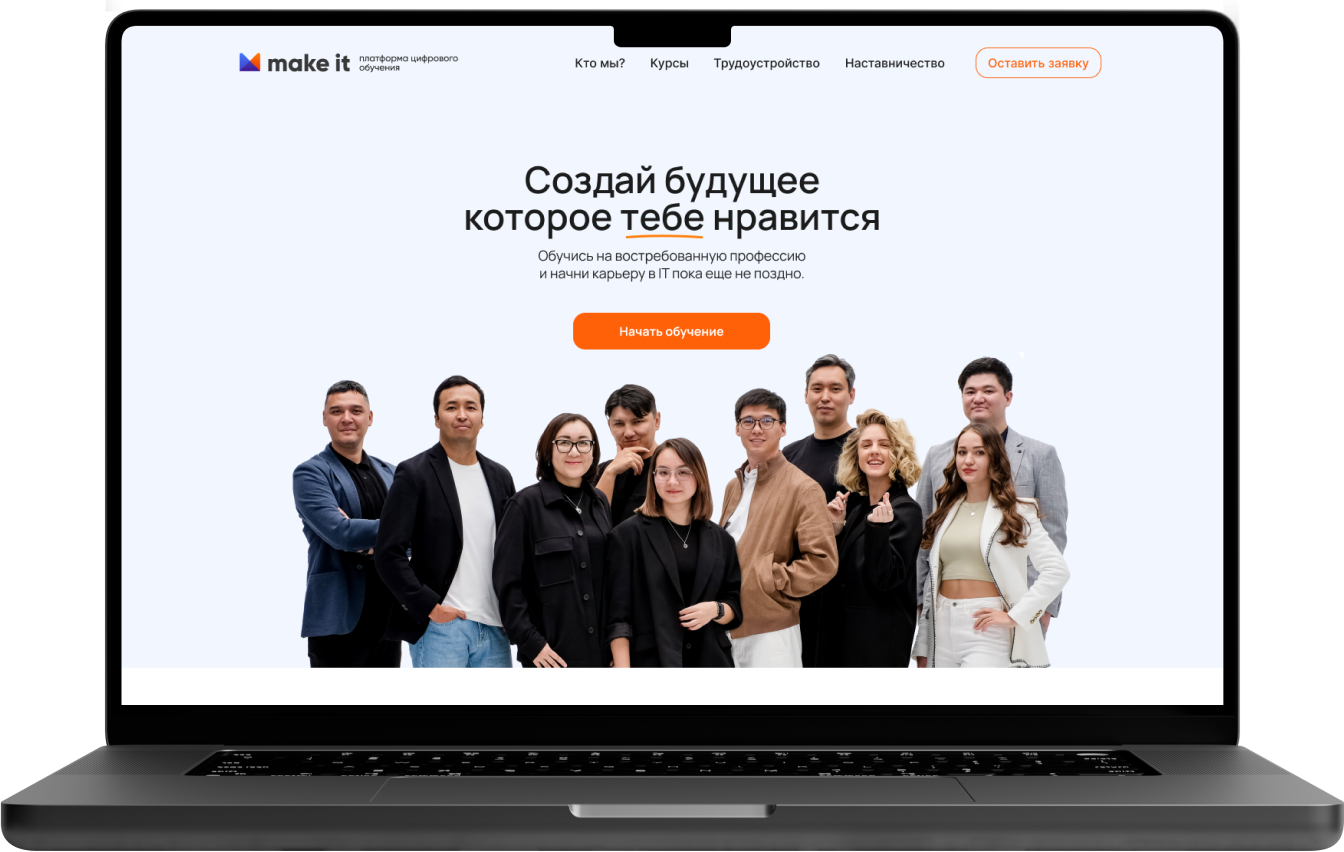 make it
платформа цифрового
обучения
Кто мы?
Курсы
Трудоустройство
Наставничество
Оставить заявку
Создай будущее
которое тебе нравится
Обучись на востребованную профессию
и начни карьеру в IT пока еще не поздно.
Начать обучение